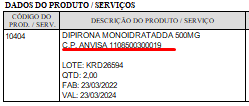 DADOS DO PRODUTO / SERVIÇOS
CÓDIGO DO PROD. / SERV.
DESCRIÇÃO DO PRODUTO / SERVIÇO
10404
DIPIRONA MONOIDRATADDA 500MG
C.P. ANVISA 1108500300019
LOTE: KRD26594
QTD: 2,00
FAB: 23/03/2022
VAL: 23/03/2024